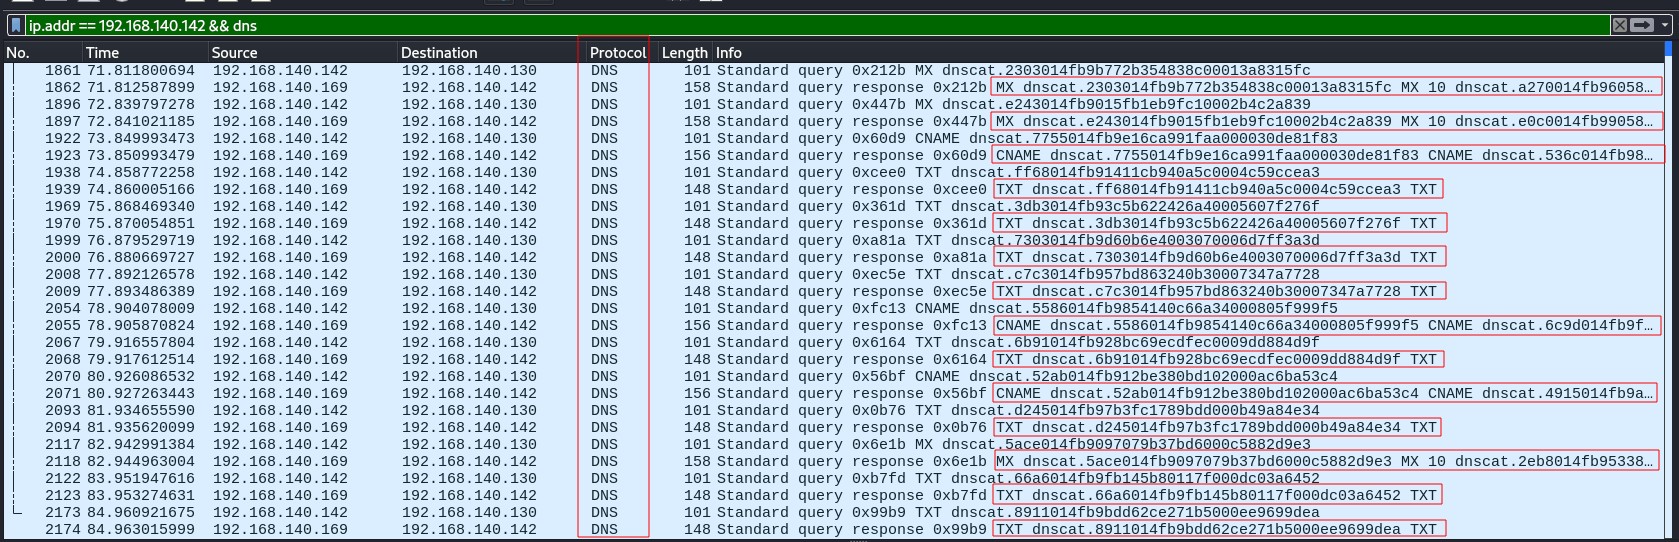 ip.addr == 192.168.140.142 && dns
No. Time Source Destination Protocol Length Info
1861 71.811800694 192.168.140.142 192.168.140.130 DNS 101 Standard query 0x212b MX dnscat.2303014fb9b772b354838c00013a8315fc
1862 71.812587899 192.168.140.169 192.168.140.142 DNS 158 Standard query response 0x212b MX dnscat.2303014fb9b772b354838c00013a8315fc MX 10 dnscat.a270014fb96058…
1896 72.839797278 192.168.140.142 192.168.140.130 DNS 101 Standard query 0x447b MX dnscat.e243014fb9015fb1eb9fc10002b4c2a839
1897 72.841021185 192.168.140.169 192.168.140.142 DNS 158 Standard query response 0x447b MX dnscat.e243014fb9015fb1eb9fc10002b4c2a839 MX 10 dnscat.e0c0014fb99058…
1922 73.849993473 192.168.140.142 192.168.140.130 DNS 101 Standard query 0x60d9 CNAME dnscat.7755014fb9e16ca991faa000030de81f83
1923 73.850993479 192.168.140.169 192.168.140.142 DNS 156 Standard query response 0x60d9 CNAME dnscat.7755014fb9e16ca991faa000030de81f83 CNAME dnscat.536c014fb98…
1938 74.858772258 192.168.140.142 192.168.140.130 DNS 101 Standard query 0xcee0 TXT dnscat.ff68014fb91411cb940a5c0004c59ccea3
1939 74.860005166 192.168.140.169 192.168.140.142 DNS 148 Standard query response 0xcee0 TXT dnscat.ff68014fb91411cb940a5c0004c59ccea3 TXT
1969 75.868469340 192.168.140.142 192.168.140.130 DNS 101 Standard query 0x361d TXT dnscat.3db3014fb93c5b622426a40005607f276f
1970 75.870054851 192.168.140.169 192.168.140.142 DNS 148 Standard query response 0x361d TXT dnscat.3db3014fb93c5b622426a40005607f276f TXT
1999 76.879529719 192.168.140.142 192.168.140.130 DNS 101 Standard query 0xa81a TXT dnscat.7303014fb9d60b6e4003070006d7ff3a3d
2000 76.880669727 192.168.140.169 192.168.140.142 DNS 148 Standard query response 0xa81a TXT dnscat.7303014fb9d60b6e4003070006d7ff3a3d TXT
2008 77.892126578 192.168.140.142 192.168.140.130 DNS 101 Standard query 0xec5e TXT dnscat.c7c3014fb957bd863240b30007347a7728
2009 77.893486389 192.168.140.169 192.168.140.142 DNS 148 Standard query response 0xec5e TXT dnscat.c7c3014fb957bd863240b30007347a7728 TXT
2054 78.904078009 192.168.140.142 192.168.140.130 DNS 101 Standard query 0xfc13 CNAME dnscat.5586014fb9854140c66a34000805f999f5
2055 78.905870824 192.168.140.169 192.168.140.142 DNS 156 Standard query response 0xfc13 CNAME dnscat.5586014fb9854140c66a34000805f999f5 CNAME dnscat.6c9d014fb9f…
2067 79.916557804 192.168.140.142 192.168.140.130 DNS 101 Standard query 0x6164 TXT dnscat.6b91014fb928bc69ecdfec0009dd884d9f
2068 79.917612514 192.168.140.169 192.168.140.142 DNS 148 Standard query response 0x6164 TXT dnscat.6b91014fb928bc69ecdfec0009dd884d9f TXT
2070 80.926086532 192.168.140.142 192.168.140.130 DNS 101 Standard query 0x56bf CNAME dnscat.52ab014fb912be380bd102000ac6ba53c4
2071 80.927263443 192.168.140.169 192.168.140.142 DNS 156 Standard query response 0x56bf CNAME dnscat.52ab014fb912be380bd102000ac6ba53c4 CNAME dnscat.4915014fb9a…
2093 81.934655590 192.168.140.142 192.168.140.130 DNS 101 Standard query 0x0b76 TXT dnscat.d245014fb97b3fc1789bdd000b49a84e34
2094 81.935620099 192.168.140.169 192.168.140.142 DNS 148 Standard query response 0x0b76 TXT dnscat.d245014fb97b3fc1789bdd000b49a84e34 TXT
2117 82.942991384 192.168.140.142 192.168.140.130 DNS 101 Standard query 0x6e1b MX dnscat.5ace014fb9097079b37bd6000c5882d9e3
2118 82.944963004 192.168.140.169 192.168.140.142 DNS 158 Standard query response 0x6e1b MX dnscat.5ace014fb9097079b37bd6000c5882d9e3 MX 10 dnscat.2eb8014fb95338…
2122 83.951947616 192.168.140.142 192.168.140.130 DNS 101 Standard query 0xb7fd TXT dnscat.66a6014fb9fb145b80117f000dc03a6452
2123 83.953274631 192.168.140.169 192.168.140.142 DNS 148 Standard query response 0xb7fd TXT dnscat.66a6014fb9fb145b80117f000dc03a6452 TXT
2173 84.960921675 192.168.140.142 192.168.140.130 DNS 101 Standard query 0x99b9 TXT dnscat.8911014fb9bdd62ce271b5000ee9699dea
2174 84.963015999 192.168.140.169 192.168.140.142 DNS 148 Standard query response 0x99b9 TXT dnscat.8911014fb9bdd62ce271b5000ee9699dea TXT